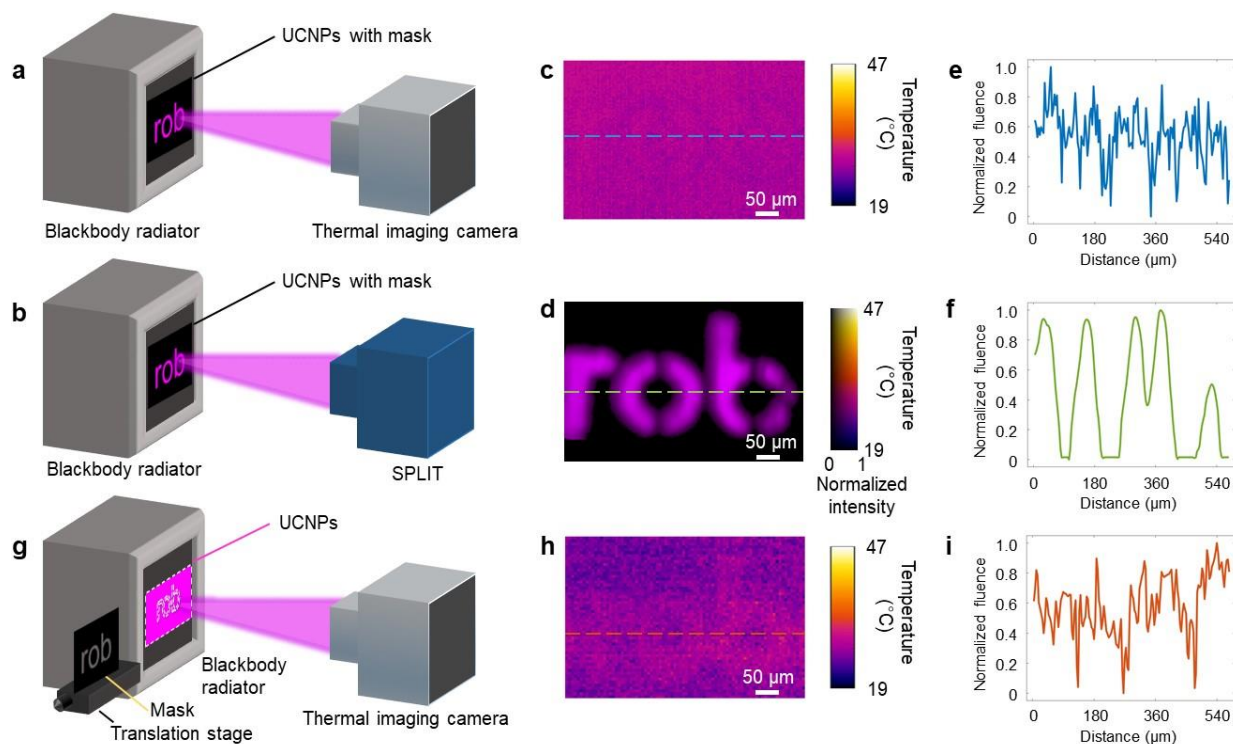 a
UCNPs with mask
rob
Blackbody radiator
Thermal imaging camera
c
50 µm
47
Temperature
(°C)
19
e
Normalized fluence
1.0
0.8
0.6
0.4
0.2
0
0 180 360 540
Distance (µm)
b
UCNPs with mask
rob
Blackbody radiator
SPLIT
d
rob
50 µm
47
Temperature
(°C)
19
0 1
Normalized
intensity
f
Normalized fluence
1.0
0.8
0.6
0.4
0.2
0
0 180 360 540
Distance (µm)
g
UCNPs
rob
rob
Blackbody
radiator
Mask
Translation stage
Thermal imaging camera
h
50 µm
47
Temperature
(°C)
19
i
Normalized fluence
1.0
0.8
0.6
0.4
0.2
0
0 180 360 540
Distance (µm)